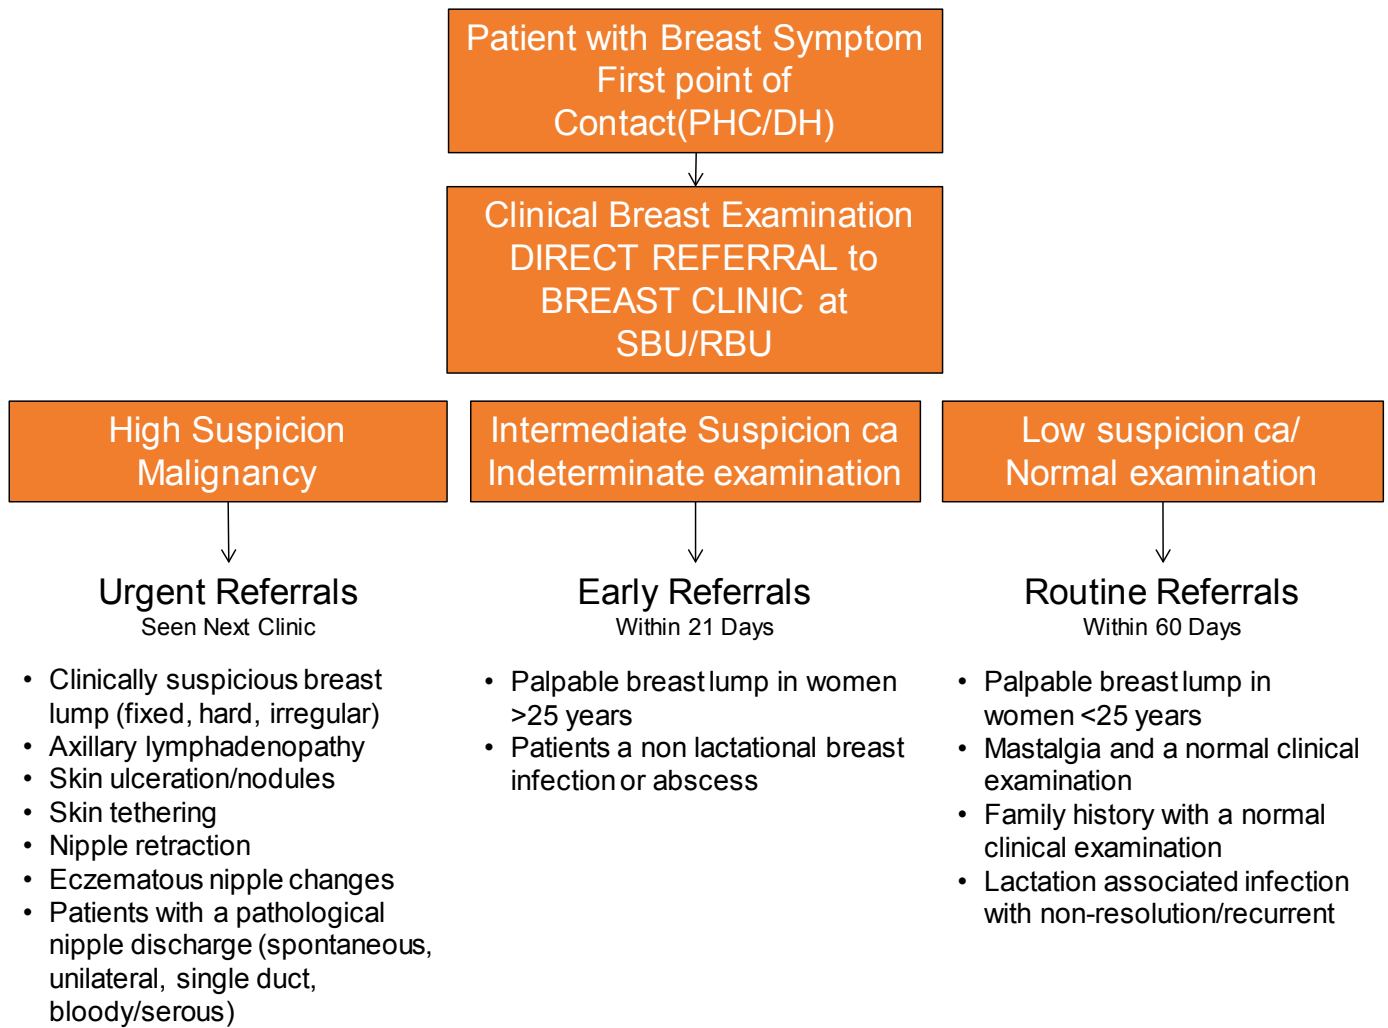 Patient with Breast Symptom
First point of
Contact(PHC/DH)
Clinical Breast Examination
DIRECT REFERRAL to
BREAST CLINIC at
SBU/RBU
High Suspicion
Malignancy
Urgent Referrals
Seen Next Clinic
• Clinically suspicious breast
lump (fixed, hard, irregular)
• Axillary lymphadenopathy
• Skin ulceration/nodules
• Skin tethering
• Nipple retraction
• Eczematous nipple changes
• Patients with a pathological
nipple discharge (spontaneous,
unilateral, single duct,
bloody/serous)
Intermediate Suspicion ca
Indeterminate examination
Early Referrals
Within 21 Days
• Palpable breast lump in women
>25 years
• Patients a non lactational breast
infection or abscess
Low suspicion ca/
Normal examination
Routine Referrals
Within 60 Days
• Palpable breast lump in
women <25 years
• Mastalgia and a normal clinical
examination
• Family history with a normal
clinical examination
• Lactation associated infection
with non-resolution/recurrent